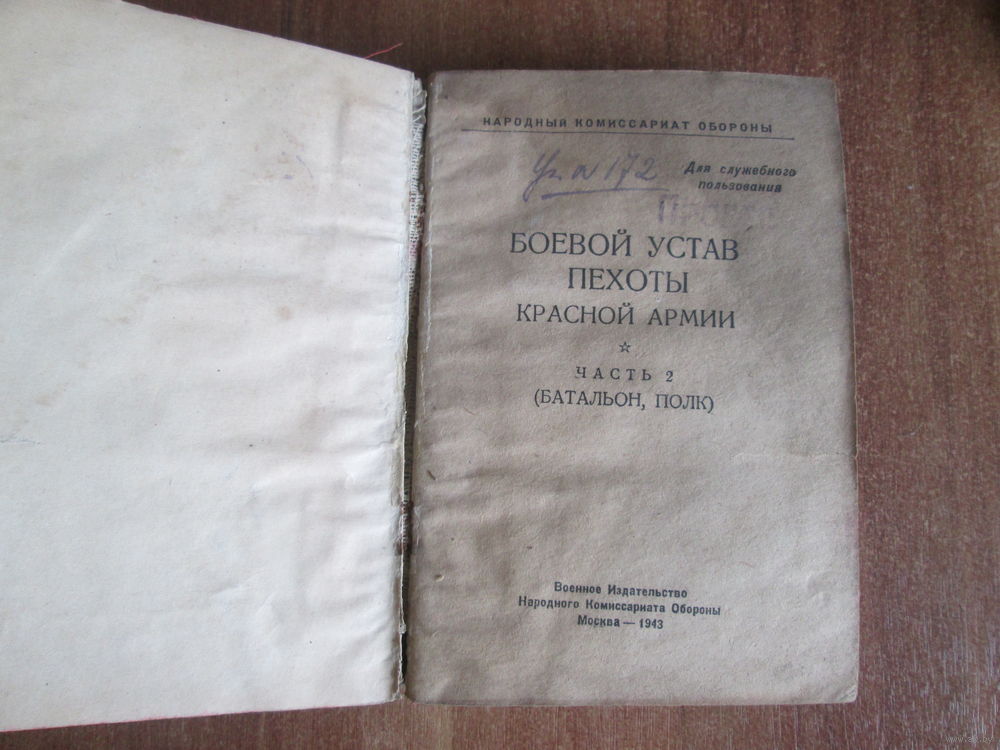 НАРОДНЫЙ КОМИССАРИАТ ОБОРОНЫ
172
Для служебного
пользования
БОЕВОЙ УСТАВ
ПЕХОТЫ
КРАСНОЙ АРМИИ
☆
ЧАСТЬ 2
(БАТАЛЬОН, ПОЛК)
Военное Издательство
Народного Комиссариата Обороны
Москва — 1943